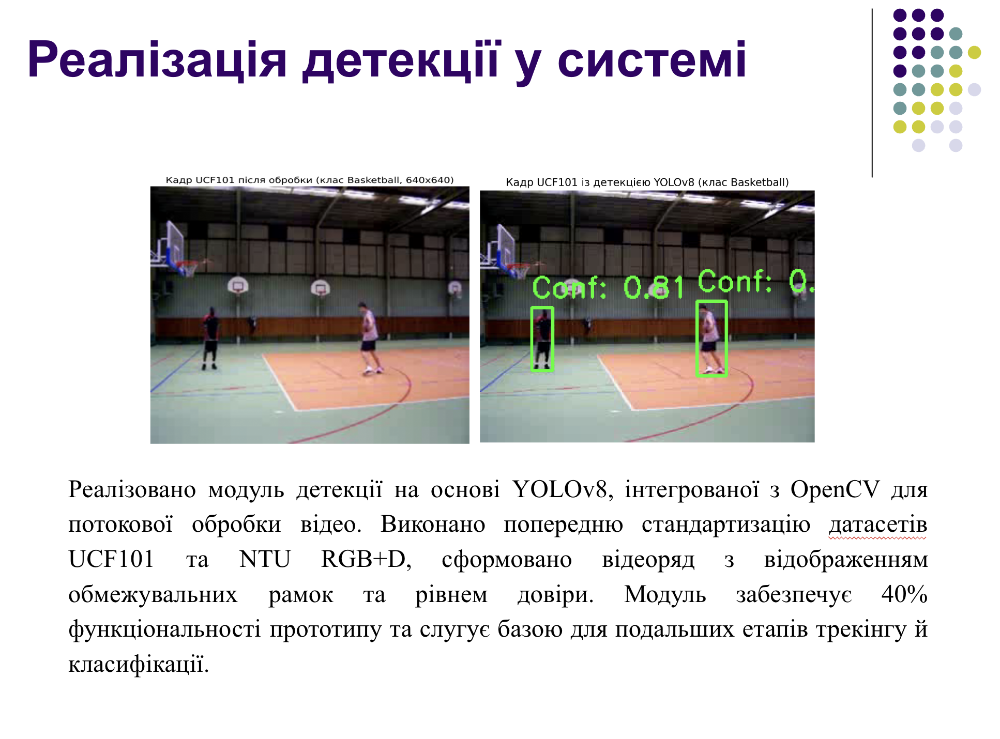 Реалізація детекції у системі
Кадр UCF101 після обробки (клас Basketball, 640x640)
Кадр UCF101 із детекцією YOLOv8 (клас Basketball)
Conf: 0.81
Conf: 0.
Реалізовано модуль детекції на основі YOLOv8, інтегрованої з OpenCV для
потокової обробки відео. Виконано попередню стандартизацію датасетів
UCF101 та NTU RGB+D, сформовано відеоряд з відображенням
обмежувальних рамок та рівнем довіри. Модуль забезпечує 40%
функціональності прототипу та слугує базою для подальших етапів трекінгу й
класифікації.